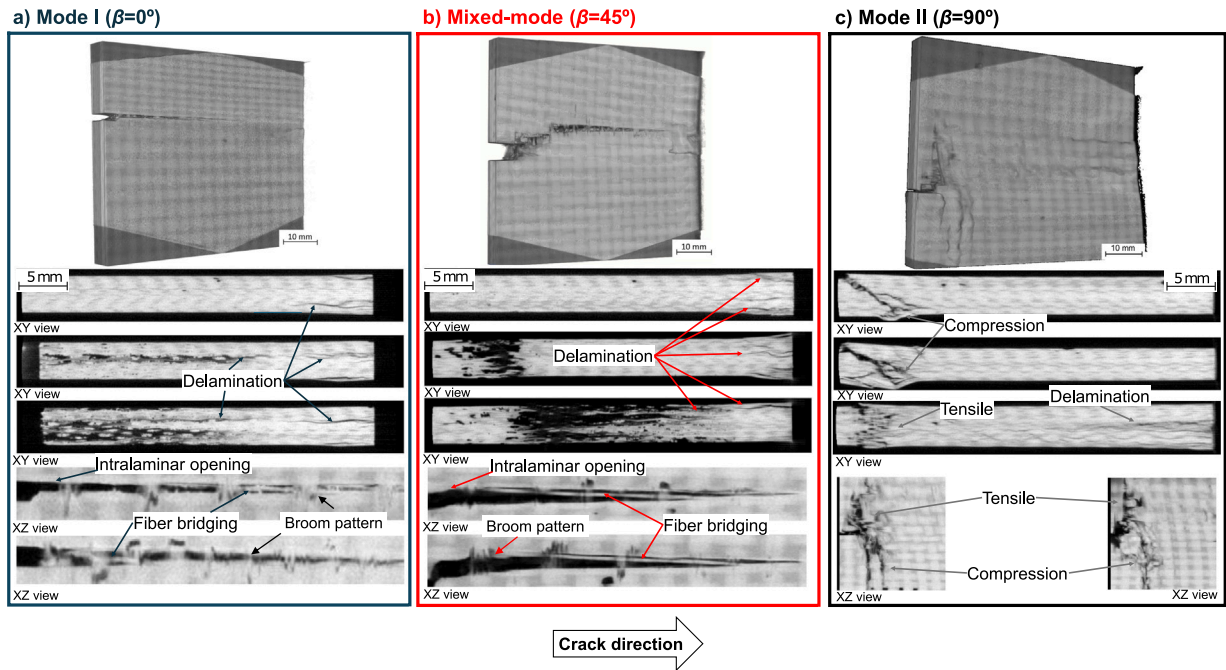 a) Mode I (β=0º)
b) Mixed-mode (β=45º)
c) Mode II (β=90º)
10 mm
10 mm
10 mm
5 mm
XY view
XY view
Delamination
XY view
Intralaminar opening
XZ view
Fiber bridging
Broom pattern
XZ view
5 mm
XY view
XY view
Delamination
XY view
Intralaminar opening
XZ view
Broom pattern
Fiber bridging
XZ view
5 mm
XY view
Compression
XY view
Delamination
Tensile
XY view
Tensile
Compression
XZ view
XZ view
Crack direction